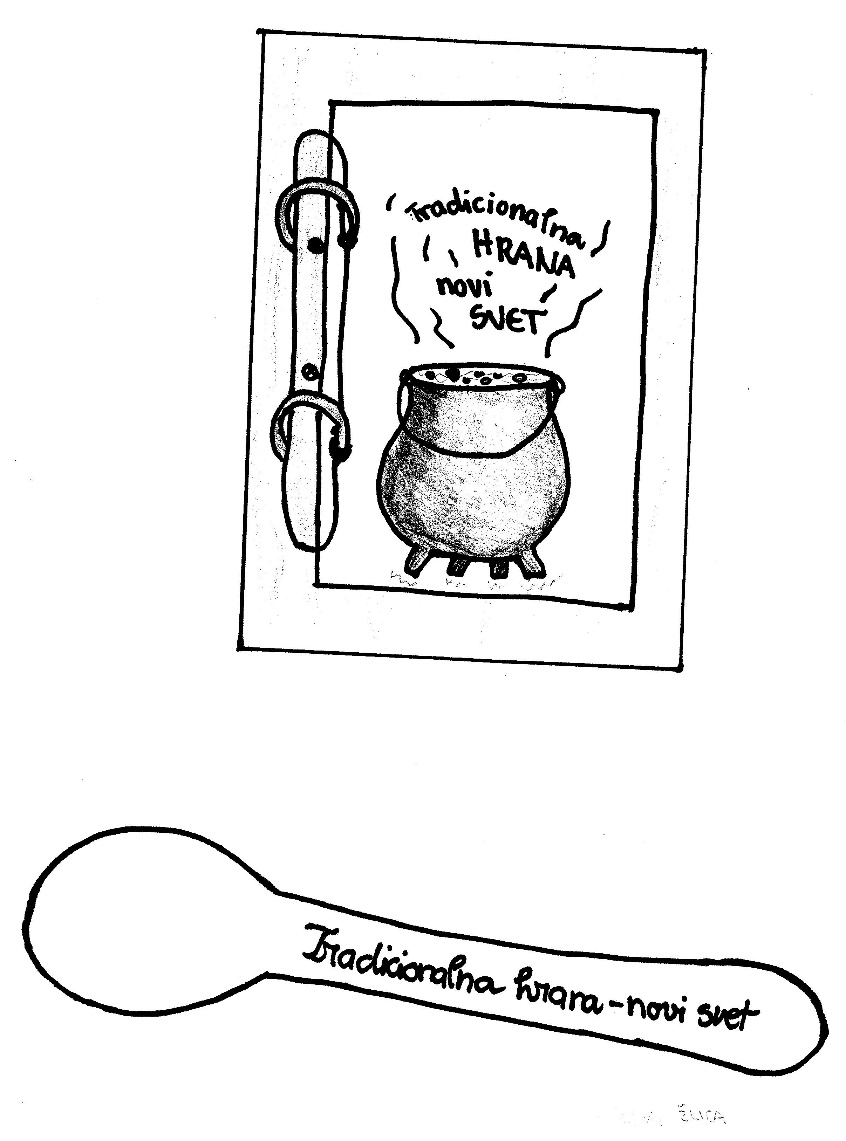 Tradicionalna
HRANA
novi
SVET
Tradicionalna hrana - novi svet